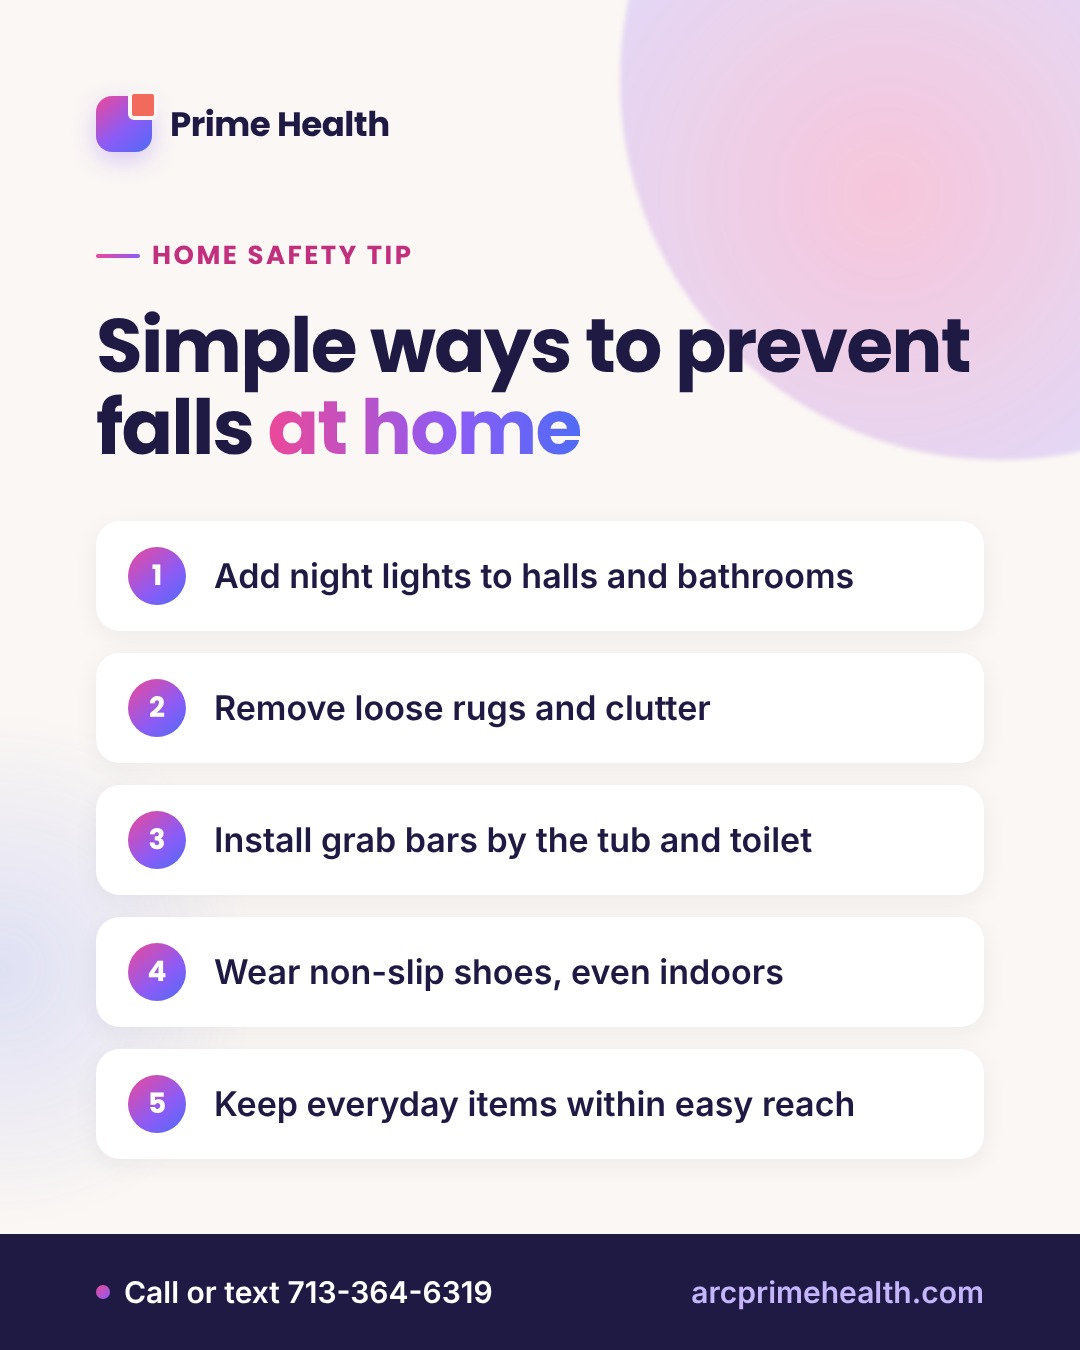 Prime Health
HOME SAFETY TIP
Simple ways to prevent
falls at home
1 Add night lights to halls and bathrooms
2 Remove loose rugs and clutter
3 Install grab bars by the tub and toilet
4 Wear non-slip shoes, even indoors
5 Keep everyday items within easy reach
Call or text 713-364-6319
arcprimehealth.com